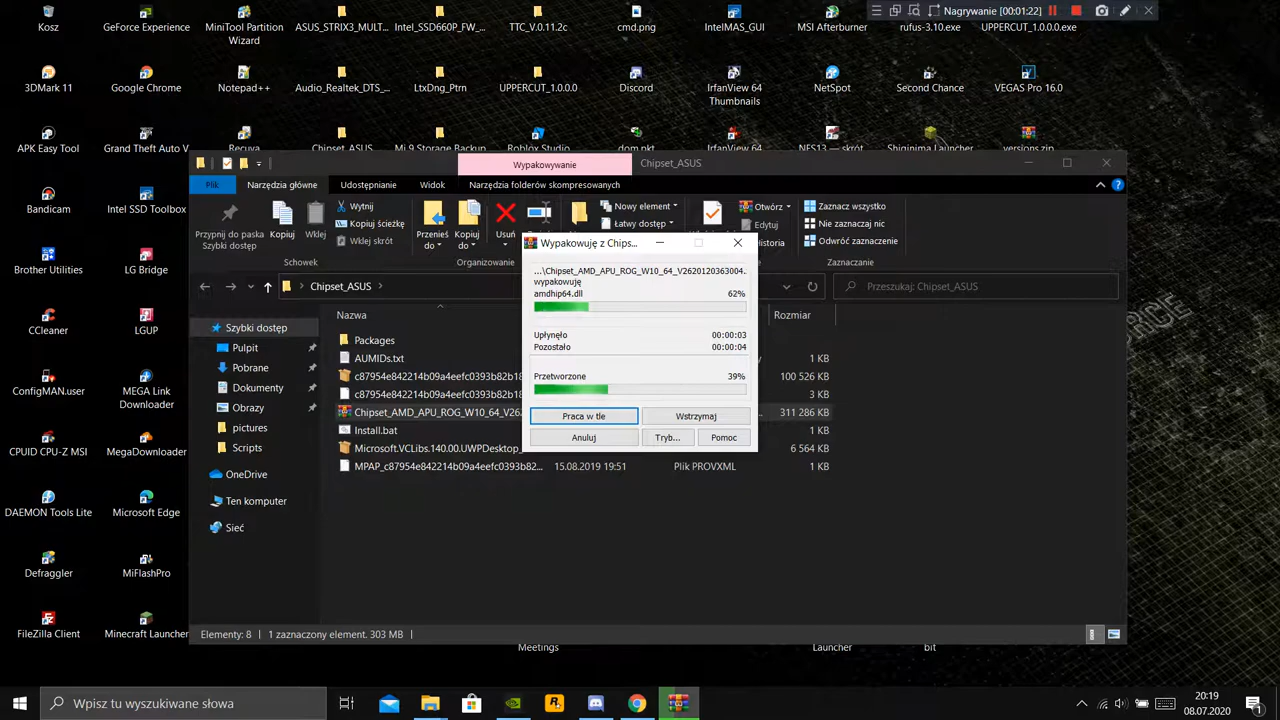 Kosz
GeForce Experience
MiniTool Partition
Wizard
ASUS_STRIX3_MULT...
Intel_SSD660P_FW_...
TTC_V.0.11.2c
cmd.png
IntelMAS_GUI
MSI Afterburner
rufus-3.10.exe
UPPERCUT_1.0.0.0.exe
Nagrywanie [00:01:22]
3DMark 11
Google Chrome
Notepad++
Audio_Realtek_DTS_...
LtxDng_Ptrn
UPPERCUT_1.0.0.0
Discord
IrfanView 64
Thumbnails
NetSpot
Second Chance
VEGAS Pro 16.0
APK Easy Tool
Grand Theft Auto V
Recuva
Chipset_ASUS
Mi 9 Storage Backup
Roblox Studio
dom.pkt
IrfanView 64
NFS13 — skrót
Shiginima Launcher
versions.zip
Bandicam
Intel SSD Toolbox
Brother Utilities
LG Bridge
CCleaner
LGUP
ConfigMAN.user
MEGA Link
Downloader
CPUID CPU-Z MSI
MegaDownloader
DAEMON Tools Lite
Microsoft Edge
Defraggler
MiFlashPro
FileZilla Client
Minecraft Launcher
Meetings
Launcher
bit
Wypakowywanie
Chipset_ASUS
Plik
Narzędzia główne
Udostępnianie
Widok
Narzędzia folderów skompresowanych
Przypnij do paska
Szybki dostęp
Kopiuj
Wklej
Wytnij
Kopiuj ścieżkę
Wklej skrót
Schowek
Przenieś
do
Kopiuj
do
Usuń
Organizowanie
Nowy element
Łatwy dostęp
Otwórz
Edytuj
Historia
Zaznacz wszystko
Nie zaznaczaj nic
Odwróć zaznaczenie
Zaznaczanie
Chipset_ASUS
Przeszukaj: Chipset_ASUS
Szybki dostęp
Pulpit
Pobrane
Dokumenty
Obrazy
pictures
Scripts
OneDrive
Ten komputer
Sieć
Nazwa
Rozmiar
Packages
AUMIDs.txt
1 KB
c87954e842214b09a4eefc0393b82b18
100 526 KB
c87954e842214b09a4eefc0393b82b18
3 KB
Chipset_AMD_APU_ROG_W10_64_V26
311 286 KB
Install.bat
1 KB
Microsoft.VCLibs.140.00.UWPDesktop_
6 564 KB
MPAP_c87954e842214b09a4eefc0393b82...
15.08.2019 19:51
Plik PROVXML
1 KB
Elementy: 8
1 zaznaczony element. 303 MB
Wypakowuję z Chips...
...\Chipset_AMD_APU_ROG_W10_64_V2620120363004.
wypakowuję
amdhip64.dll
62%
Upłynęło
00:00:03
Pozostało
00:00:04
Przetworzone
39%
Praca w tle
Wstrzymaj
Anuluj
Tryb...
Pomoc
Wpisz tu wyszukiwane słowa
20:19
08.07.2020
1